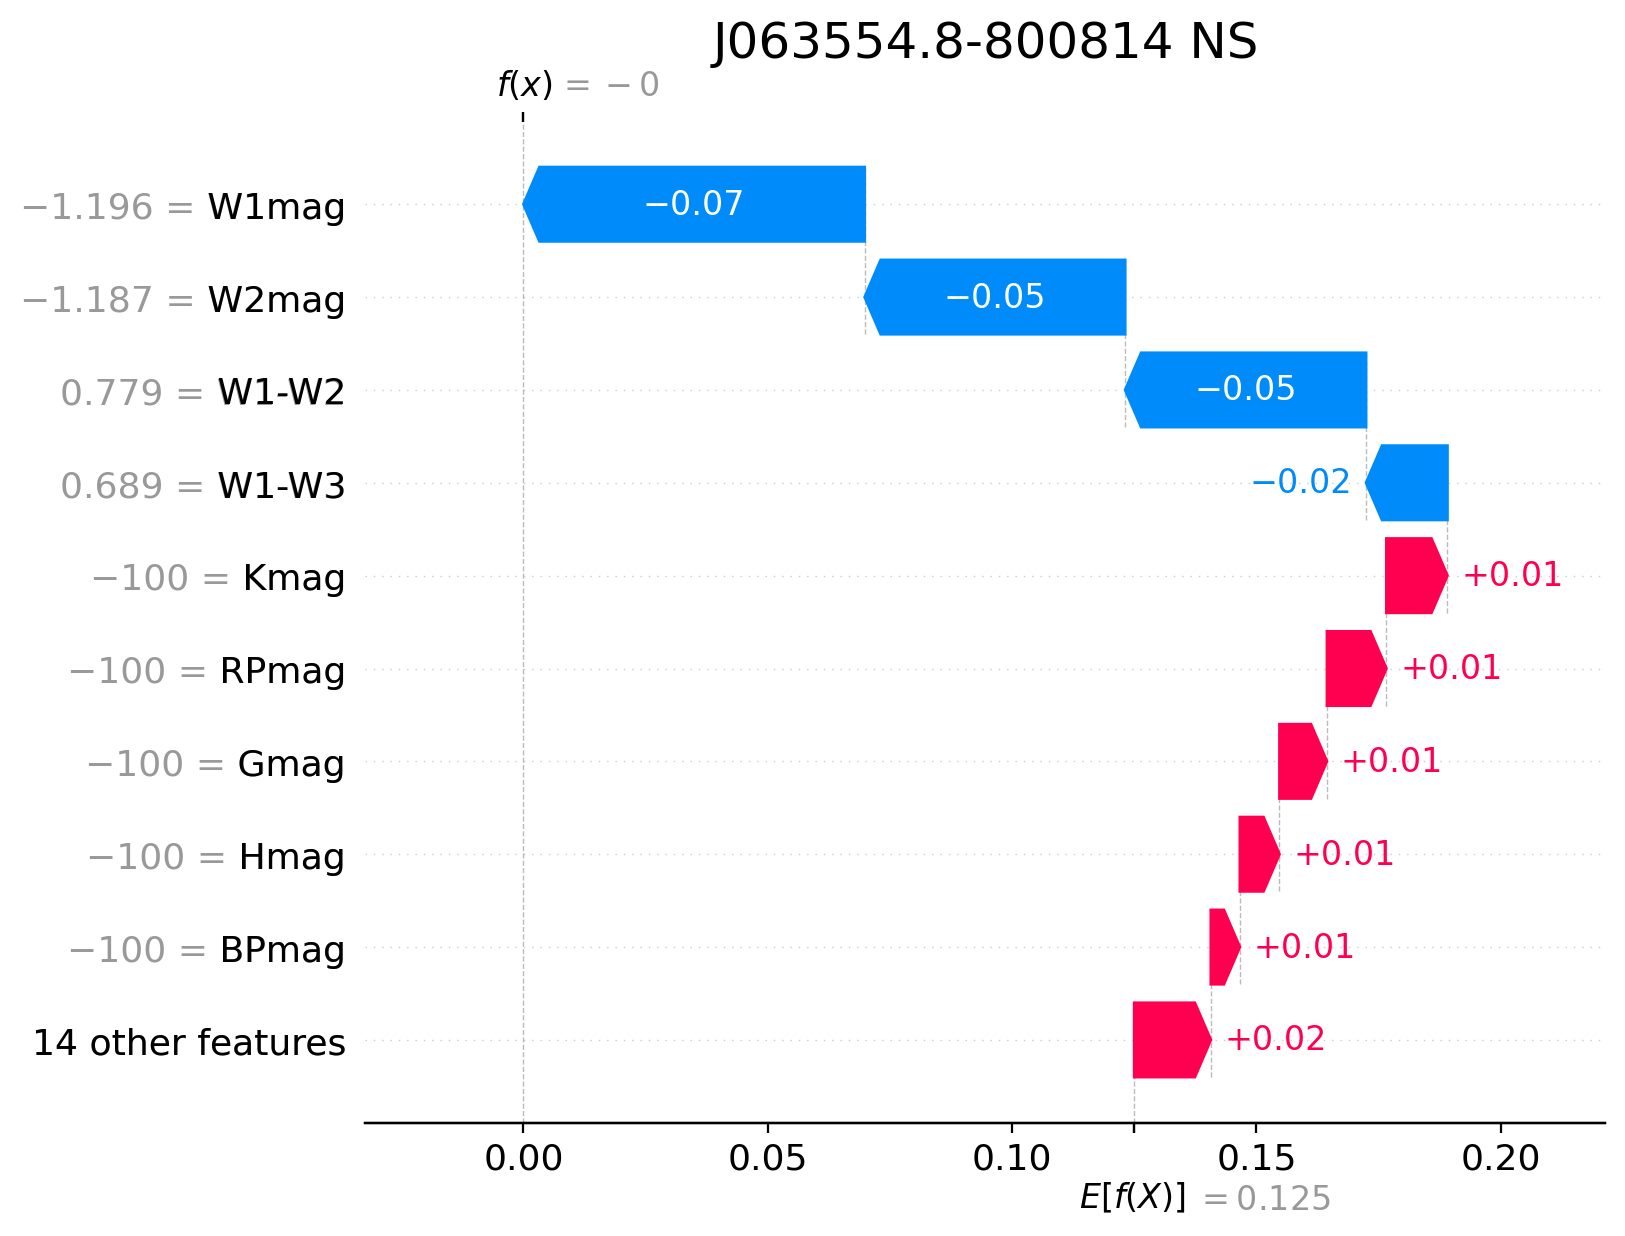 J063554.8-800814 NS
f(x) = − 0
−1.196 = W1mag
−0.07
−1.187 = W2mag
−0.05
0.779 = W1-W2
−0.05
0.689 = W1-W3
−0.02
−100 = Kmag
+0.01
−100 = RPmag
+0.01
−100 = Gmag
+0.01
−100 = Hmag
+0.01
−100 = BPmag
+0.01
14 other features
+0.02
0.00 0.05 0.10 0.15 0.20
E[f(X)] = 0.125